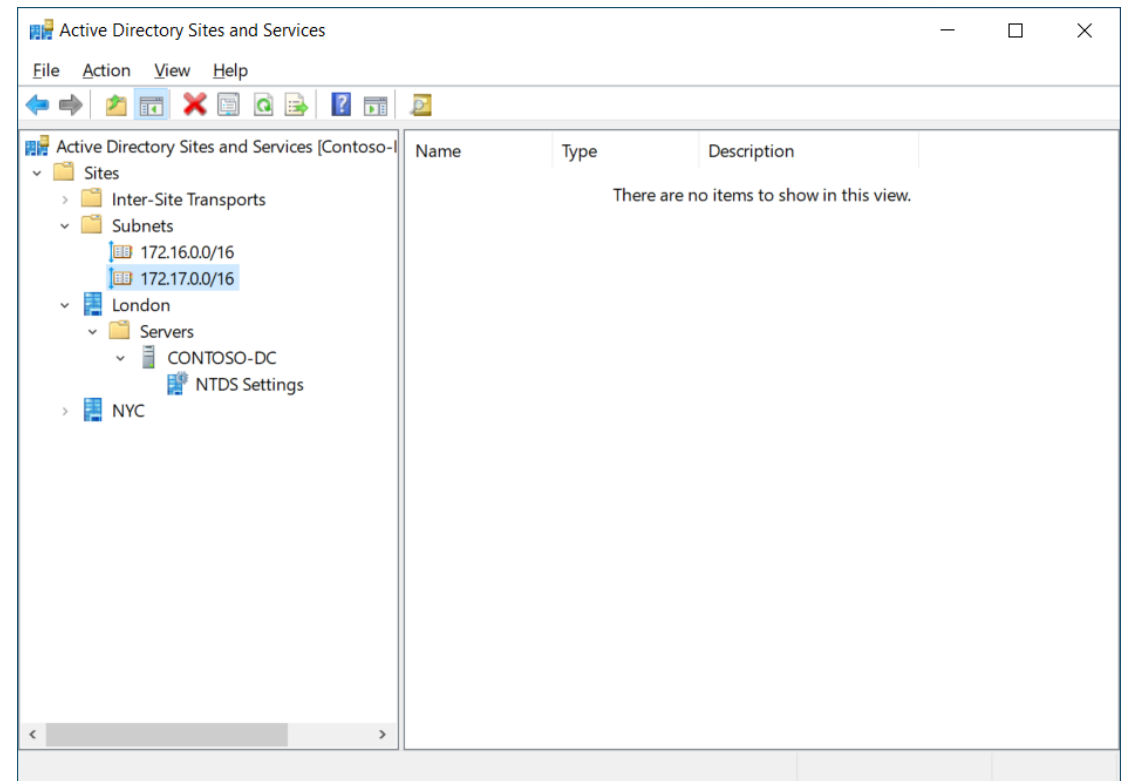 Active Directory Sites and Services
File Action View Help
Active Directory Sites and Services [Contoso-
Sites
Inter-Site Transports
Subnets
172.16.0.0/16
172.17.0.0/16
London
Servers
CONTOSO-DC
NTDS Settings
NYC
Name Type Description
There are no items to show in this view.